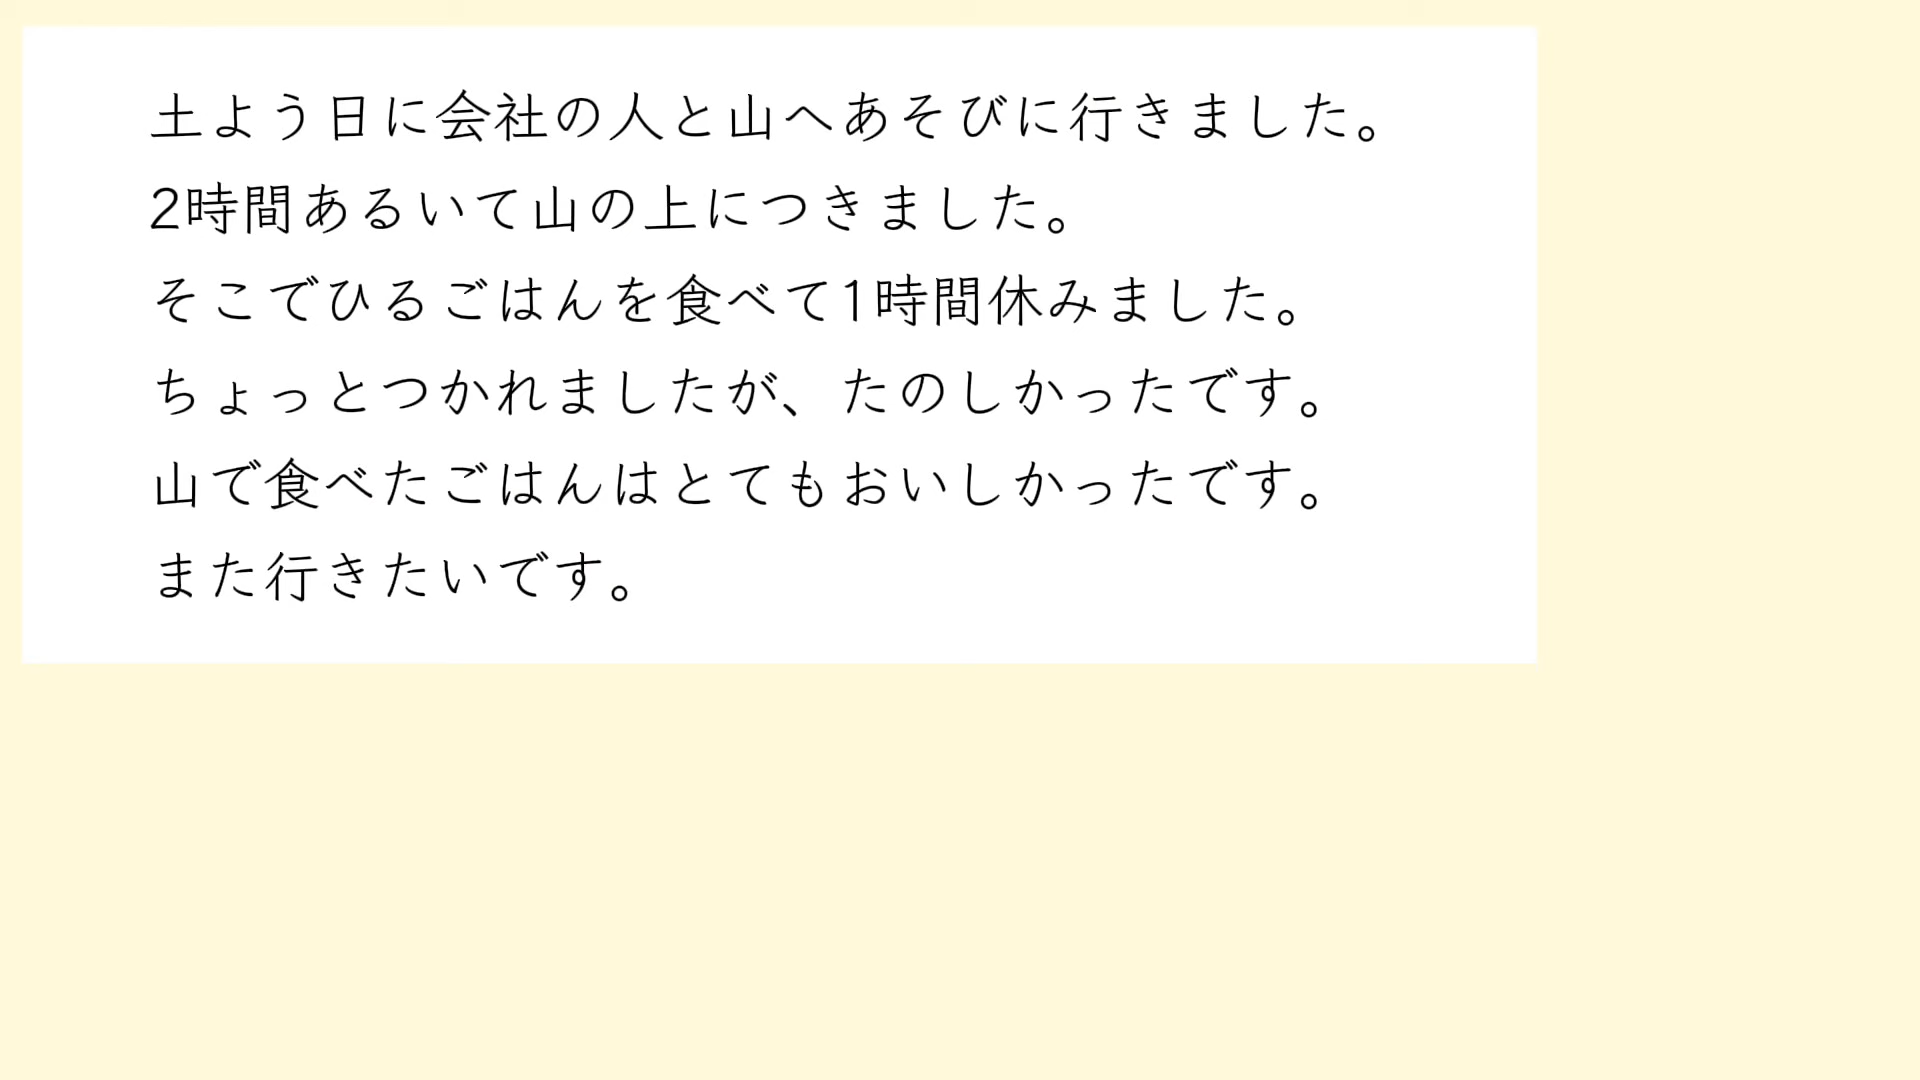 土よう日に会社の人と山へあそびに行きました。
2時間あるいて山の上につきました。
そこでひるごはんを食べて1時間休みました。
ちょっとつかれましたが、たのしかったです。
山で食べたごはんはとてもおいしかったです。
また行きたいです。